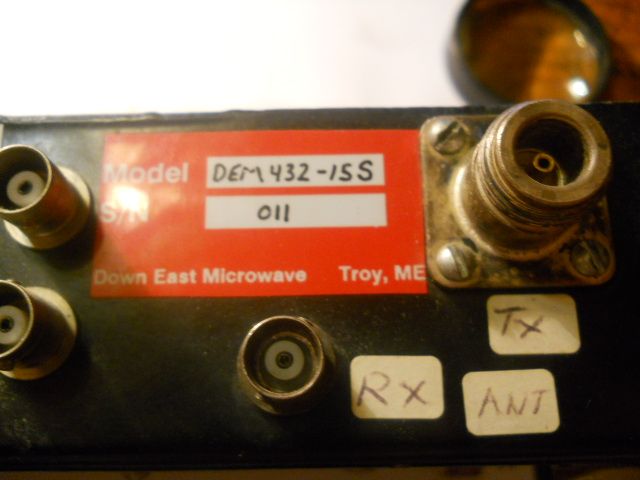 Model DEM432-15S
S/N 011
Down East Microwave Troy, ME
Tx
RX
ANT